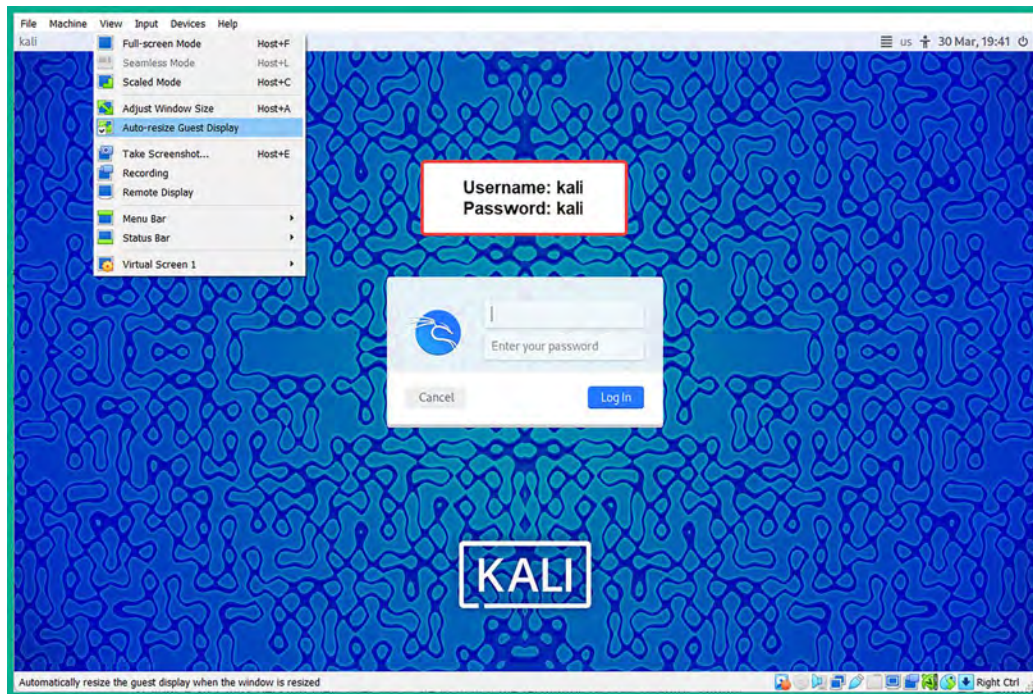 File Machine View Input Devices Help
kali
us 30 Mar, 19:41
Full-screen Mode Host+F
Seamless Mode Host+L
Scaled Mode Host+C
Adjust Window Size Host+A
Auto-resize Guest Display
Take Screenshot... Host+E
Recording
Remote Display
Menu Bar
Status Bar
Virtual Screen 1
Username: kali
Password: kali
Enter your password
Cancel Log In
KALI
Automatically resize the guest display when the window is resized Right Ctrl